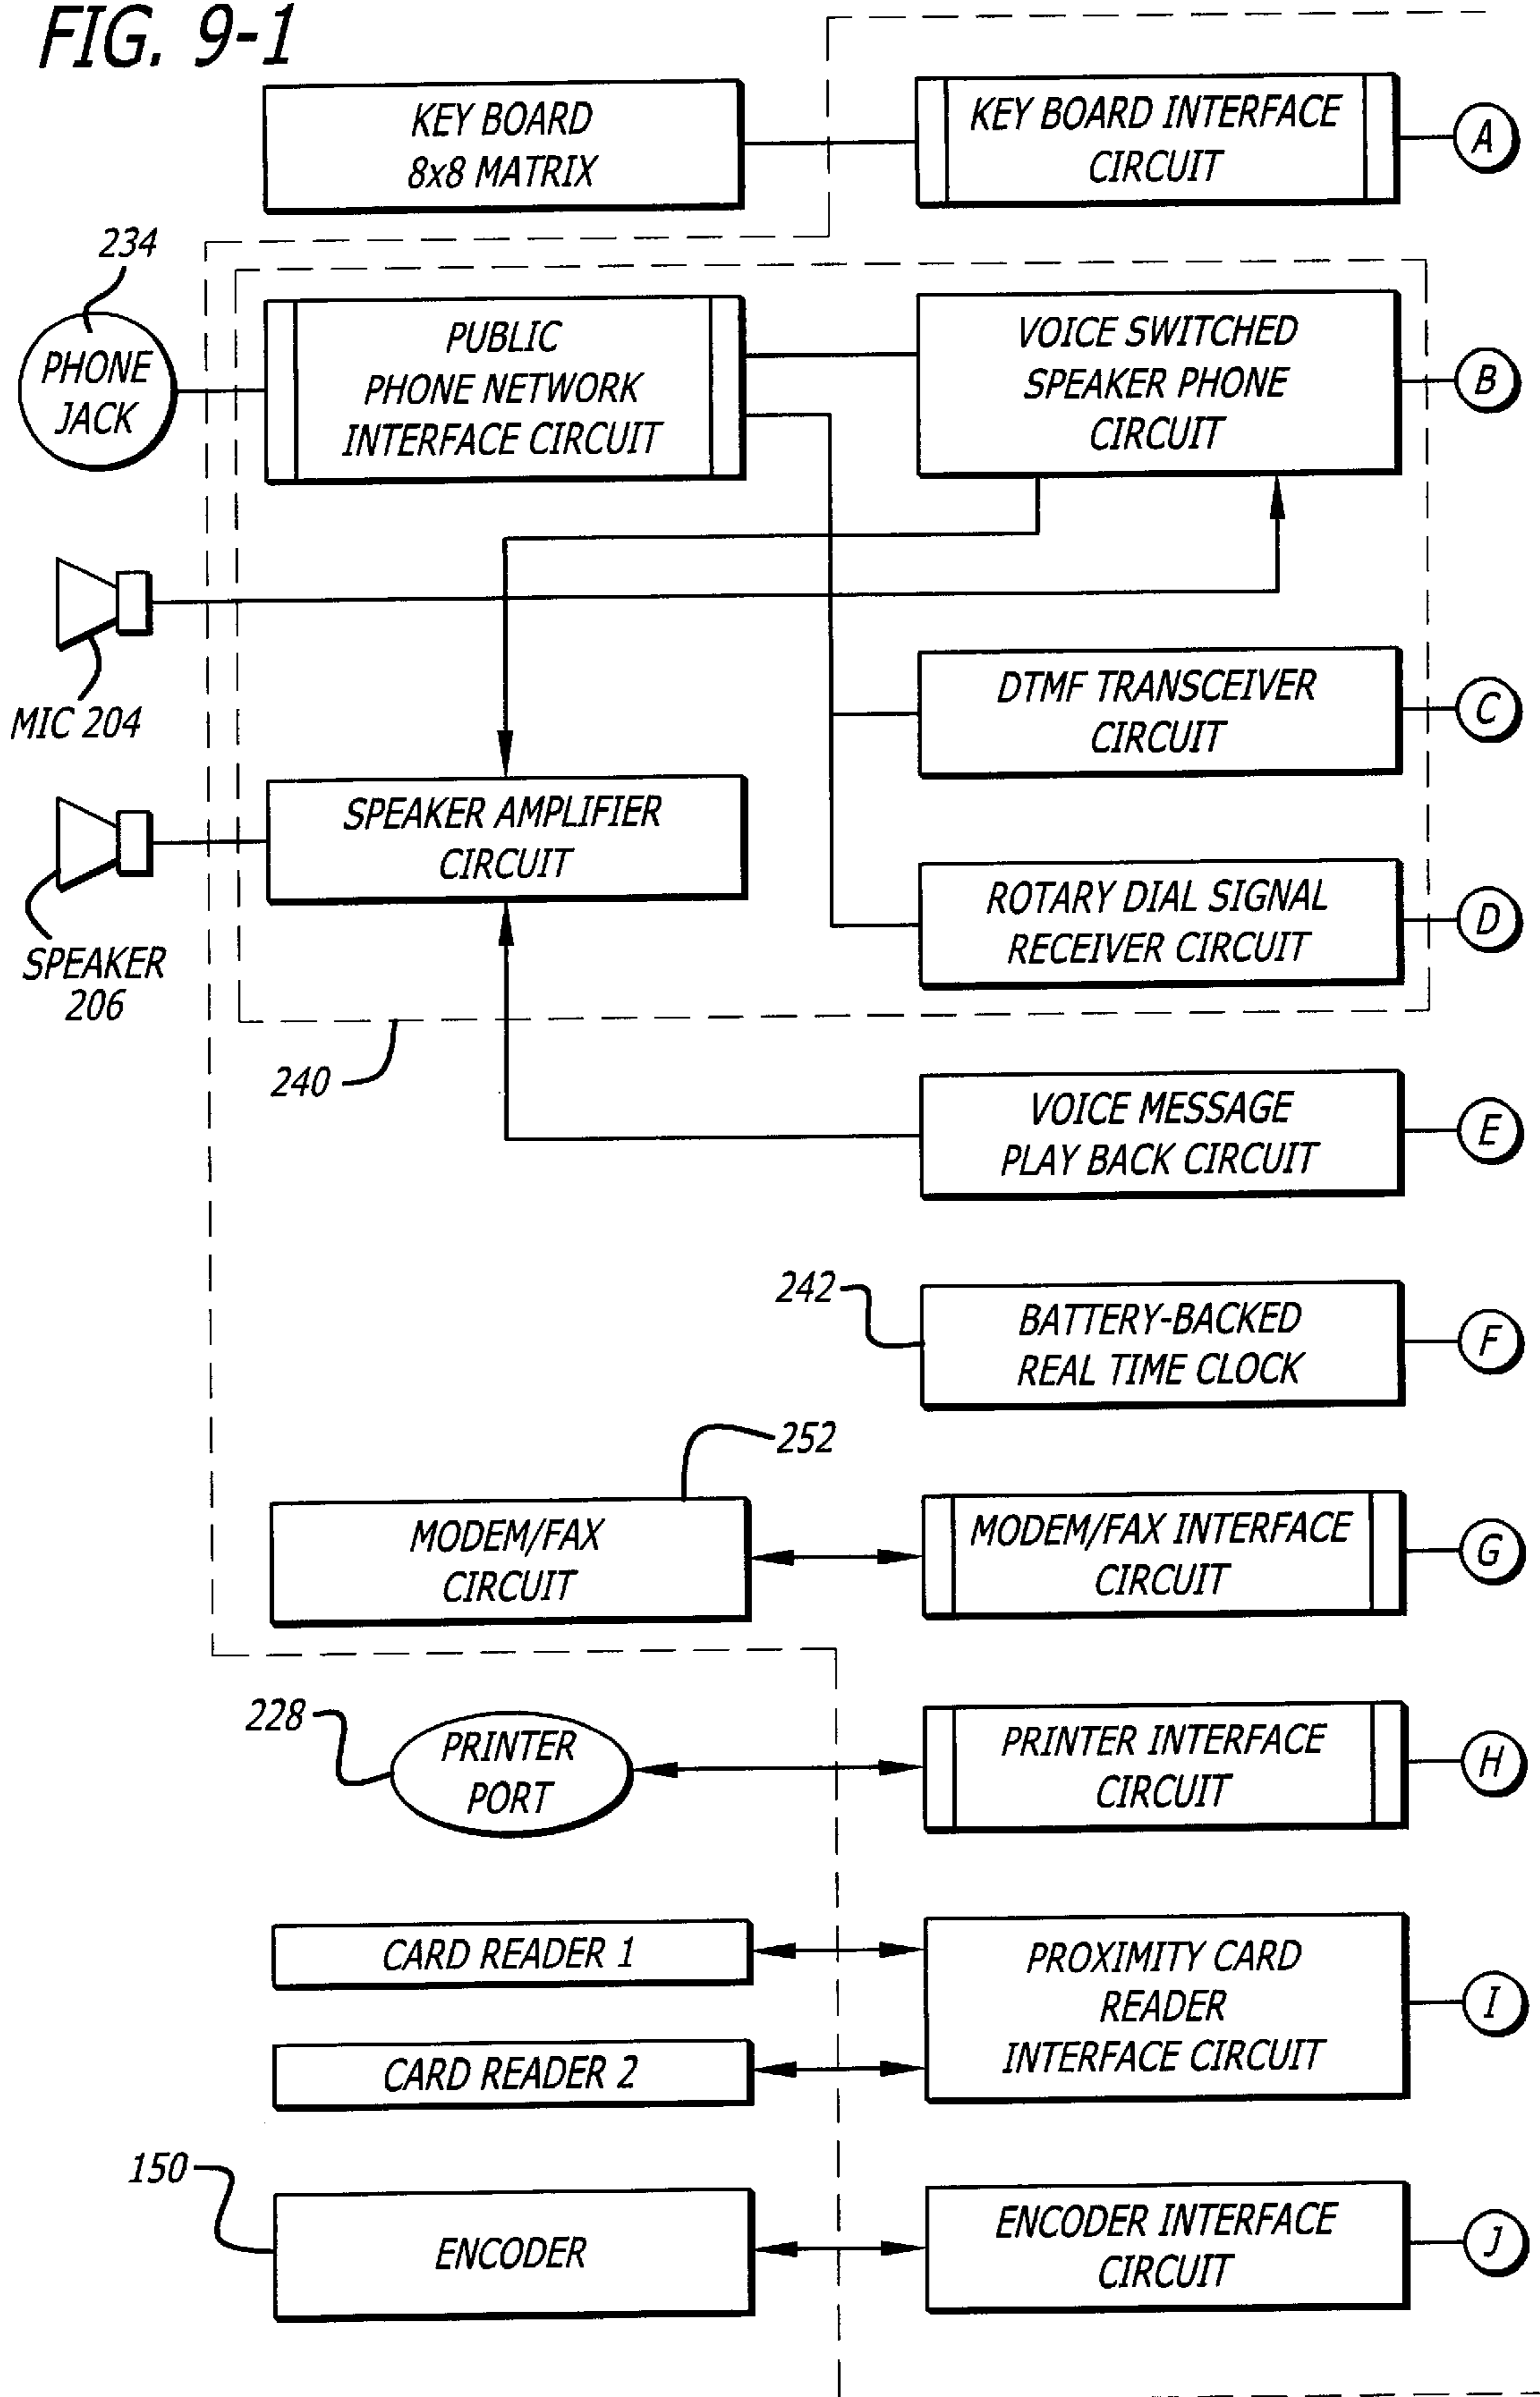 FIG. 9-1
KEY BOARD
8x8 MATRIX
KEY BOARD INTERFACE
CIRCUIT
A
234
PHONE
JACK
PUBLIC
PHONE NETWORK
INTERFACE CIRCUIT
VOICE SWITCHED
SPEAKER PHONE
CIRCUIT
B
MIC 204
DTMF TRANSCEIVER
CIRCUIT
C
SPEAKER AMPLIFIER
CIRCUIT
SPEAKER
206
ROTARY DIAL SIGNAL
RECEIVER CIRCUIT
D
240
VOICE MESSAGE
PLAY BACK CIRCUIT
E
242
BATTERY-BACKED
REAL TIME CLOCK
F
252
MODEM/FAX
CIRCUIT
MODEM/FAX INTERFACE
CIRCUIT
G
228
PRINTER
PORT
PRINTER INTERFACE
CIRCUIT
H
CARD READER 1
CARD READER 2
PROXIMITY CARD
READER
INTERFACE CIRCUIT
I
150
ENCODER
ENCODER INTERFACE
CIRCUIT
J